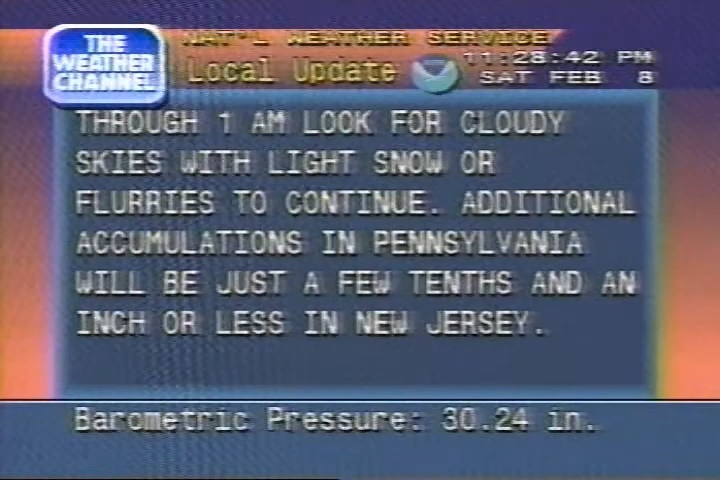 THE
WEATHER
CHANNEL
NAT'L WEATHER SERVICE
Local Update
11:28:42 PM
SAT FEB 8
THROUGH 1 AM LOOK FOR CLOUDY
SKIES WITH LIGHT SNOW OR
FLURRIES TO CONTINUE. ADDITIONAL
ACCUMULATIONS IN PENNSYLVANIA
WILL BE JUST A FEW TENTHS AND AN
INCH OR LESS IN NEW JERSEY.
Barometric Pressure: 30.24 in.